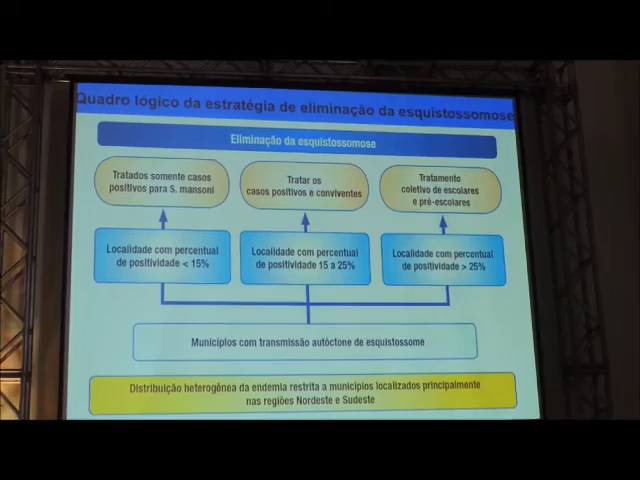 Quadro lógico da estratégia de eliminação da esquistossomose
Eliminação da esquistossomose
Tratados somente casos
positivos para S. mansoni
Tratar os
casos positivos e conviventes
Tratamento
coletivo de escolares
e pré-escolares
Localidade com percentual
de positividade < 15%
Localidade com percentual
de positividade 15 a 25%
Localidade com percentual
de positividade > 25%
Municípios com transmissão autóctone de esquistossome
Distribuição heterogênea da endemia restrita a municípios localizados principalmente
nas regiões Nordeste e Sudeste